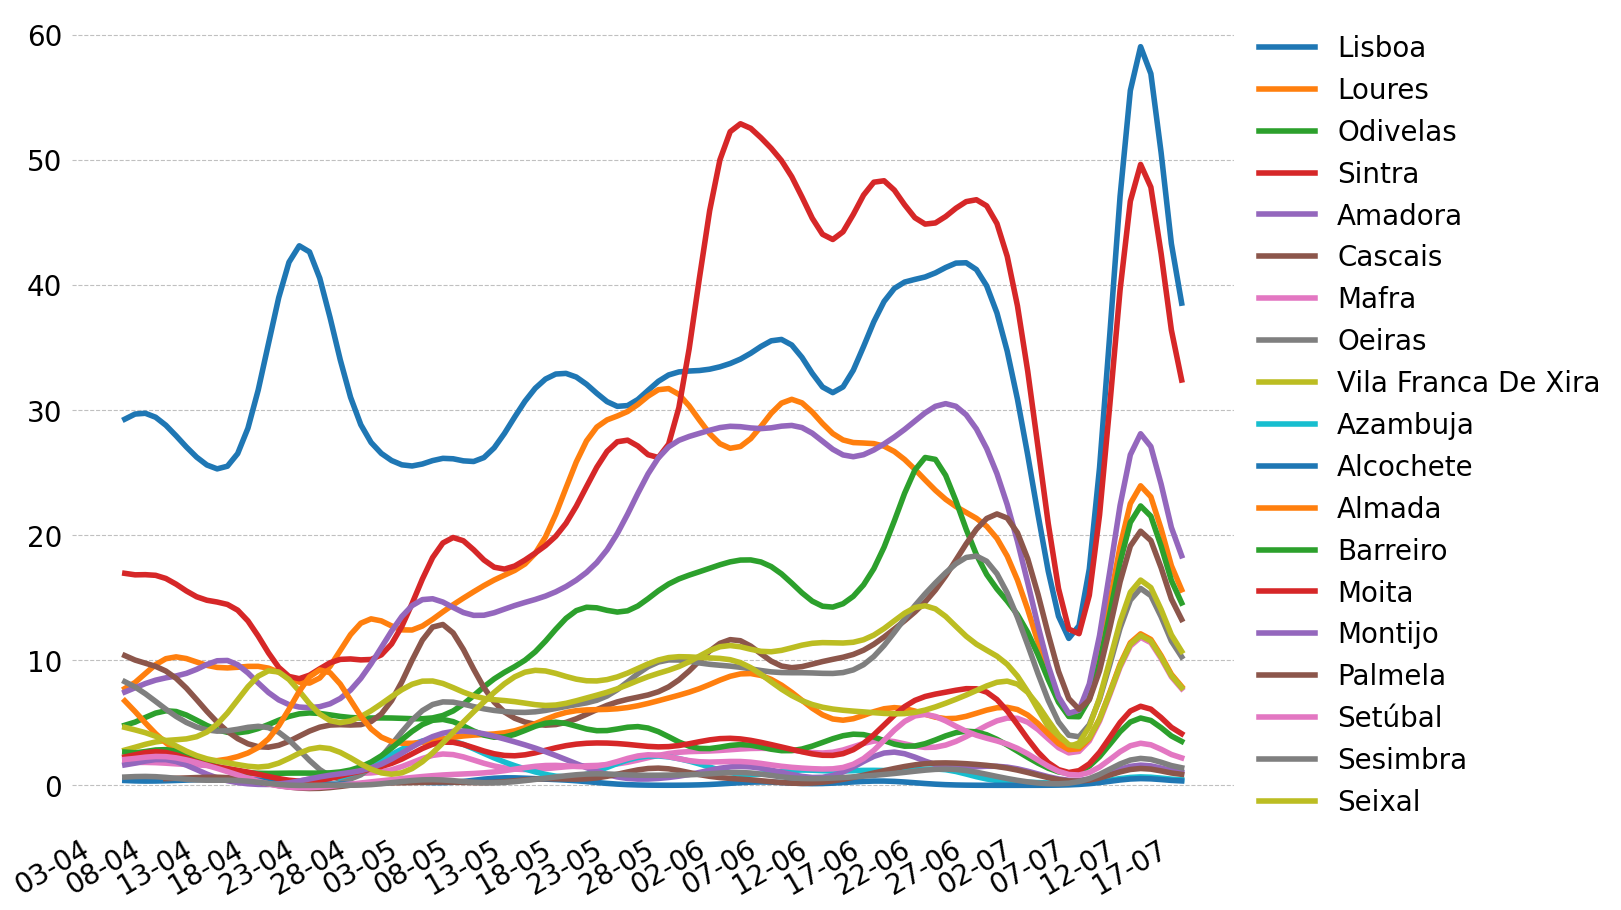 60
50
40
30
20
10
0
03-04
08-04
13-04
18-04
23-04
28-04
03-05
08-05
13-05
18-05
23-05
28-05
02-06
07-06
12-06
17-06
22-06
27-06
02-07
07-07
12-07
17-07
Lisboa
Loures
Odivelas
Sintra
Amadora
Cascais
Mafra
Oeiras
Vila Franca De Xira
Azambuja
Alcochete
Almada
Barreiro
Moita
Montijo
Palmela
Setúbal
Sesimbra
Seixal